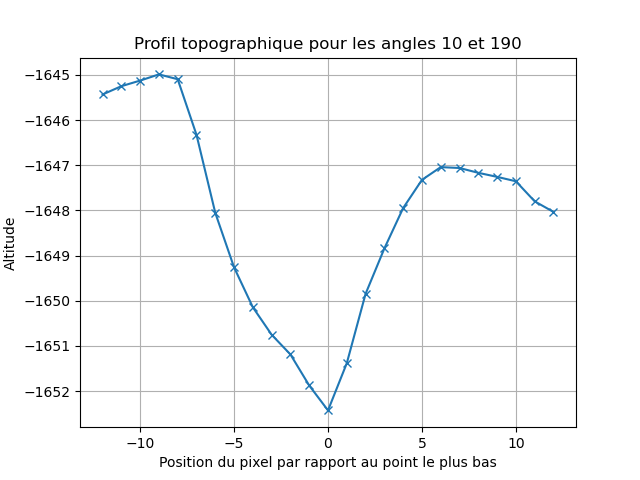 Profil topographique pour les angles 10 et 190
Altitude
−1645
−1646
−1647
−1648
−1649
−1650
−1651
−1652
−10 −5 0 5 10
Position du pixel par rapport au point le plus bas